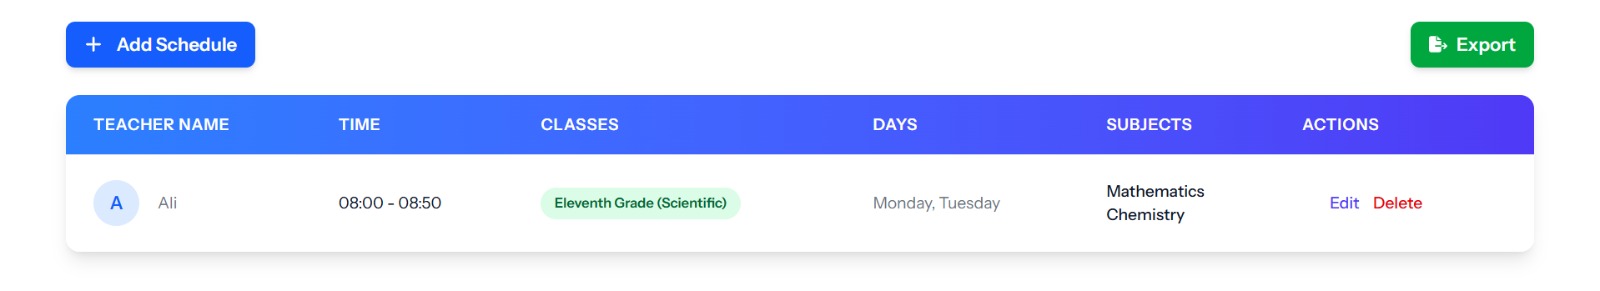 Add Schedule
Export
TEACHER NAME TIME CLASSES DAYS SUBJECTS ACTIONS
A Ali 08:00 - 08:50 Eleventh Grade (Scientific) Monday, Tuesday Mathematics Edit Delete
Chemistry